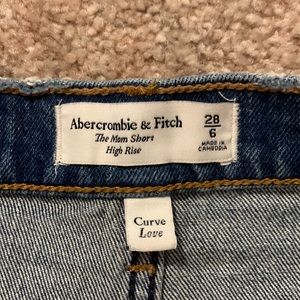 Abercrombie & Fitch
The Mom Short
High Rise
28
6
MADE IN
CAMBODIA
Curve
Love